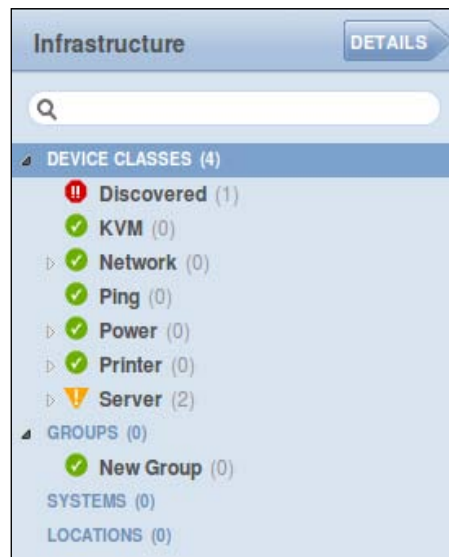 Infrastructure DETAILS
DEVICE CLASSES (4)
Discovered (1)
KVM (0)
Network (0)
Ping (0)
Power (0)
Printer (0)
Server (2)
GROUPS (0)
New Group (0)
SYSTEMS (0)
LOCATIONS (0)